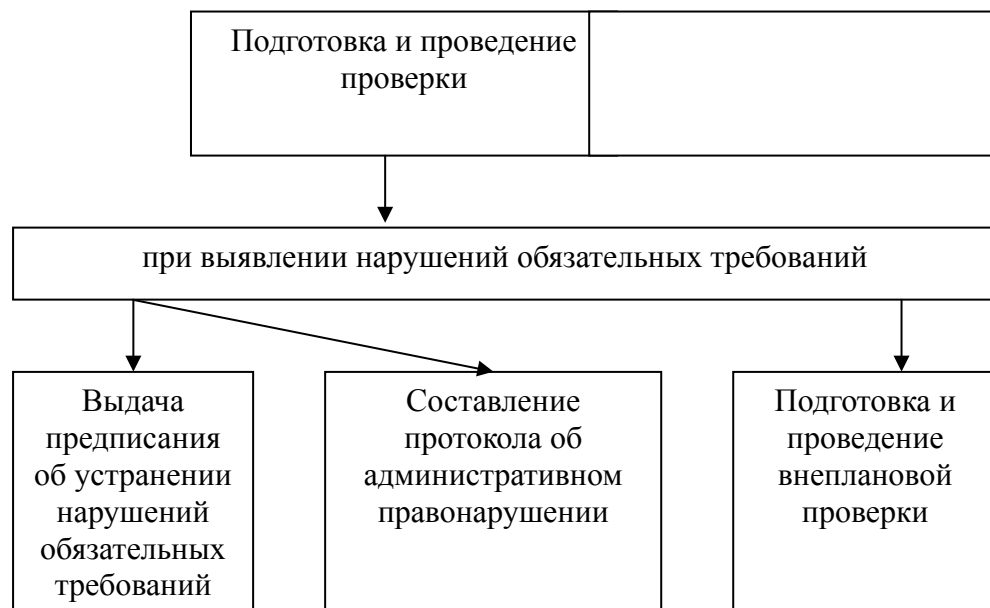 Подготовка и проведение
проверки
при выявлении нарушений обязательных требований
Выдача
предписания
об устранении
нарушений
обязательных
требований
Составление
протокола об
административном
правонарушении
Подготовка и
проведение
внеплановой
проверки